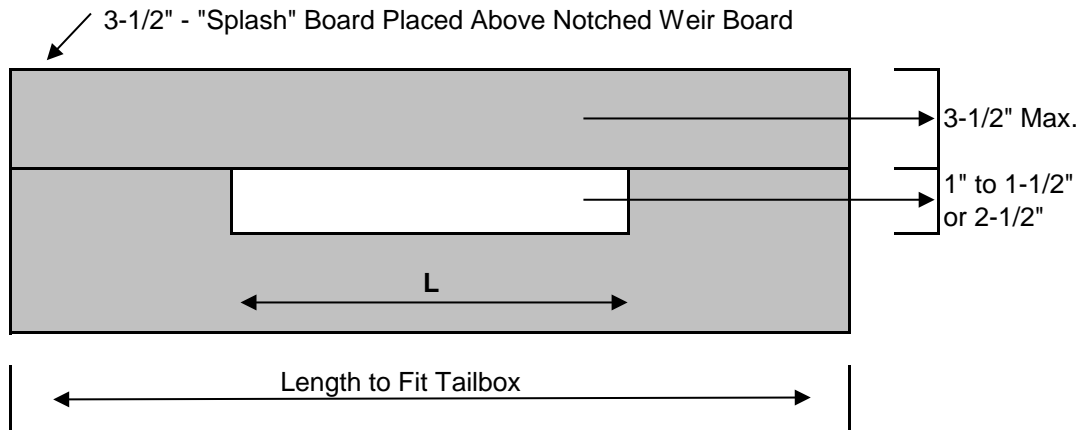 3-1/2" - "Splash" Board Placed Above Notched Weir Board
3-1/2" Max.
1" to 1-1/2"
or 2-1/2"
L
Length to Fit Tailbox